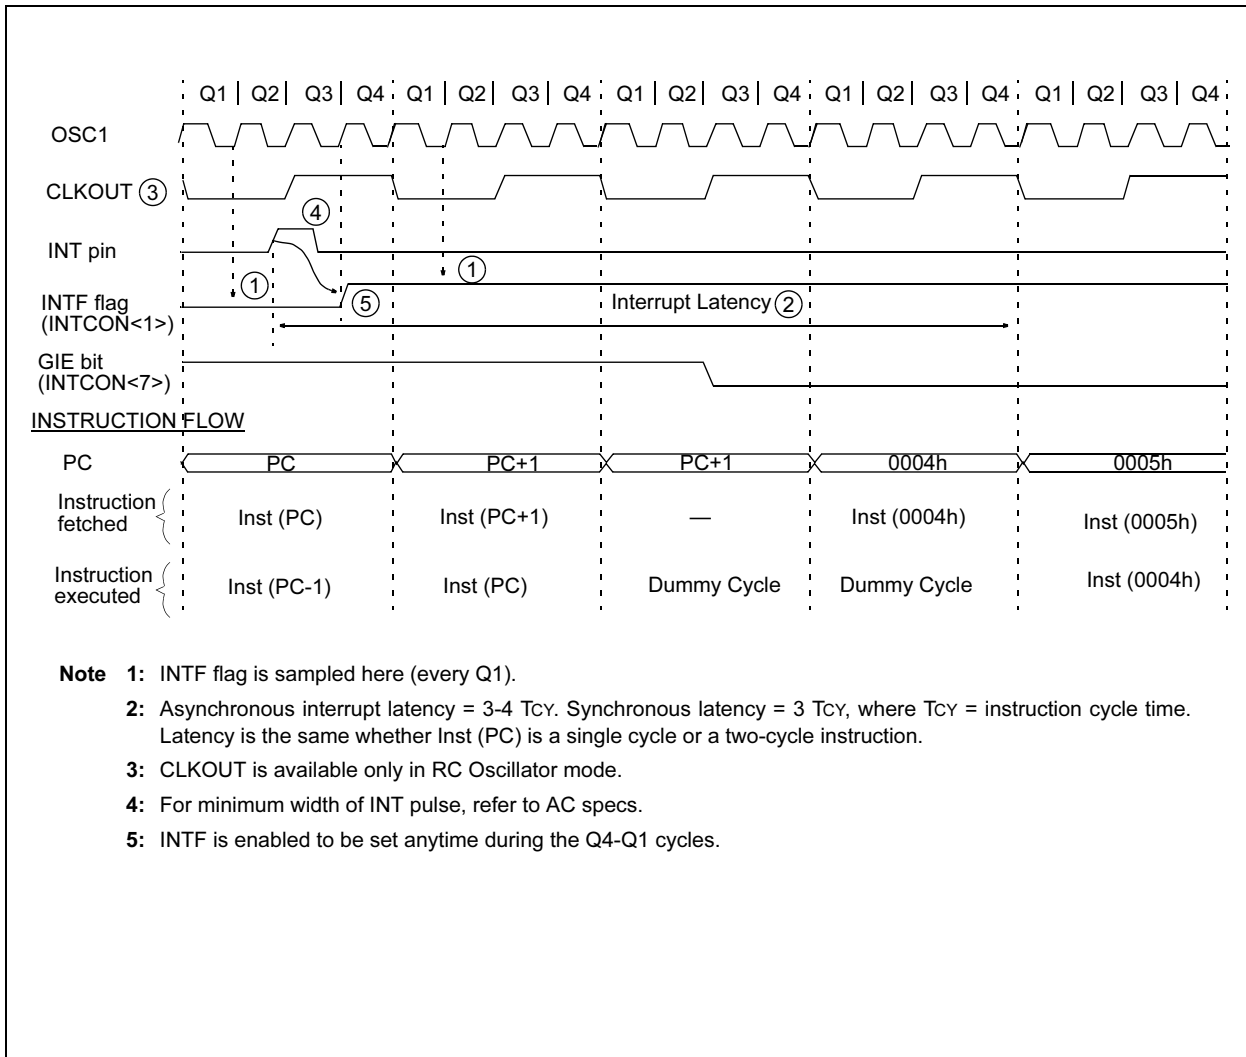 Q1 | Q2 | Q3 | Q4 Q1 | Q2 | Q3 | Q4 Q1 | Q2 | Q3 | Q4 Q1 | Q2 | Q3 | Q4 Q1 | Q2 | Q3 | Q4
OSC1
CLKOUT 3
4
INT pin
1 1
INTF flag
(INTCON<1>)
5 Interrupt Latency 2
GIE bit
(INTCON<7>)
INSTRUCTION FLOW
PC PC PC+1 PC+1 0004h 0005h
Instruction
fetched
Inst (PC) Inst (PC+1) — Inst (0004h) Inst (0005h)
Instruction
executed
Inst (PC-1) Inst (PC) Dummy Cycle Dummy Cycle Inst (0004h)
Note 1: INTF flag is sampled here (every Q1).
2: Asynchronous interrupt latency = 3-4 TCY. Synchronous latency = 3 TCY, where TCY = instruction cycle time.
Latency is the same whether Inst (PC) is a single cycle or a two-cycle instruction.
3: CLKOUT is available only in RC Oscillator mode.
4: For minimum width of INT pulse, refer to AC specs.
5: INTF is enabled to be set anytime during the Q4-Q1 cycles.